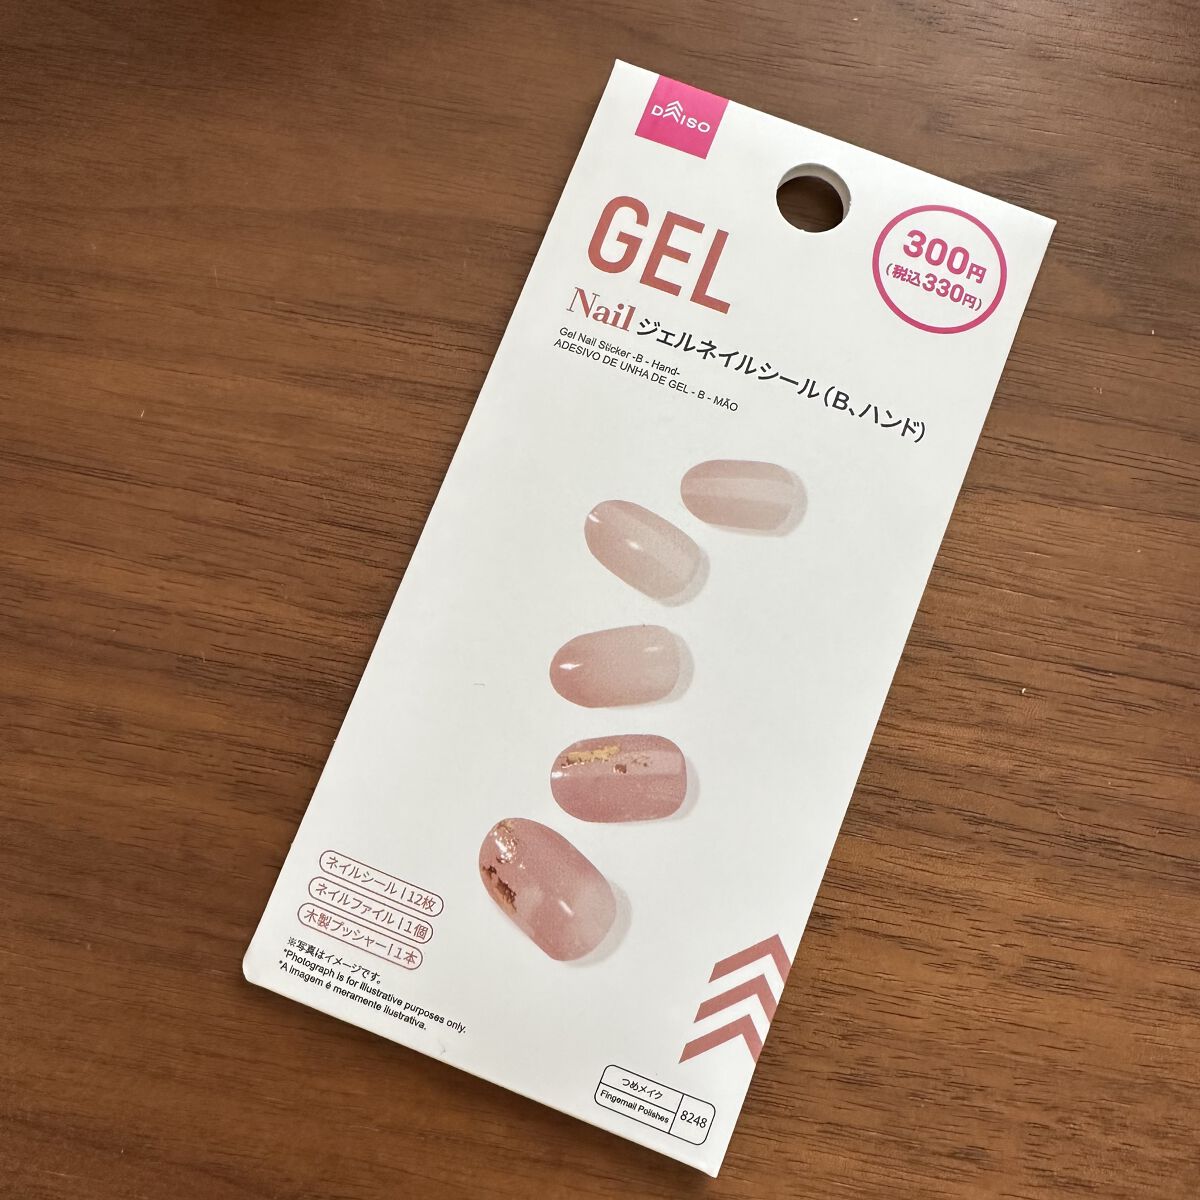 DAISO
GEL
Nail ジェルネイルシール（B、ハンド）
Gel Nail Sticker -B - Hand-
ADESIVO DE UNHA DE GEL - B - MÃO
300円
（税込330円）
ネイルシール | 12枚
ネイルファイル | 1個
木製プッシャー | 1本
※写真はイメージです。
*Photograph is for illustrative purposes only.
*A imagem é meramente ilustrativa.
つめメイク
Fingernail Polishes
8248